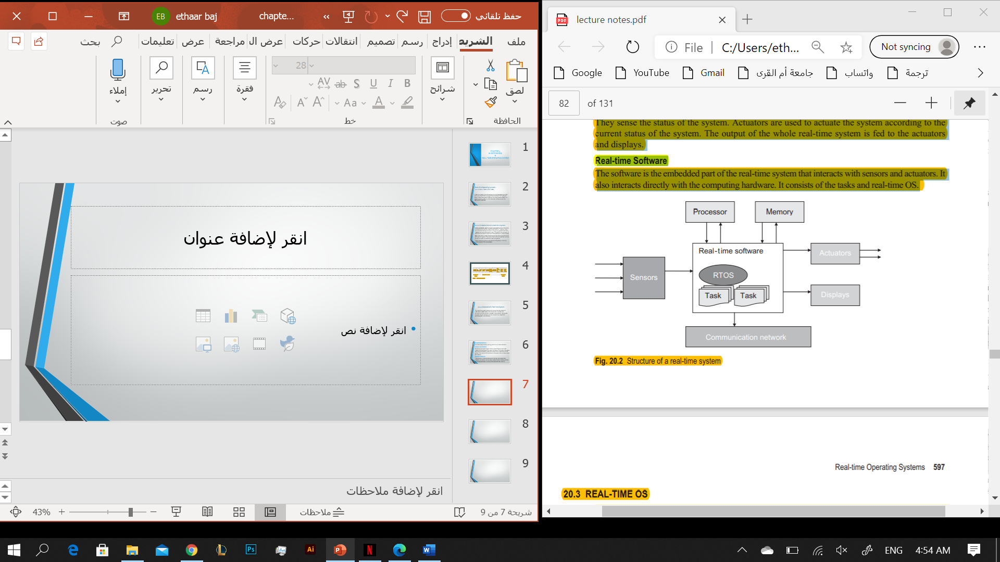 ethaar baj
EB
chapte...
حفظ تلقائي
ملف
الشريط
إدراج
رسم
تصميم
انتقالات
حركات
عرض ال
مراجعة
عرض
تعليمات
بحث
لصق
الحافظة
شرائح
28
خط
فقرة
رسم
تحرير
إملاء
صوت
انقر لإضافة عنوان
انقر لإضافة نص
1
2
3
4
5
6
7
8
9
انقر لإضافة ملاحظات
شريحة 7 من 9
ملاحظات
43%
lecture notes.pdf
File
C:/Users/eth...
Not syncing
Google
YouTube
Gmail
جامعة أم القرى
واتساب
ترجمة
82 of 131
They sense the status of the system. Actuators are used to actuate the system according to the
current status of the system. The output of the whole real-time system is fed to the actuators
and displays.
Real-time Software
The software is the embedded part of the real-time system that interacts with sensors and actuators. It
also interacts directly with the computing hardware. It consists of the tasks and real-time OS.
Processor
Memory
Real-time software
Actuators
Sensors
RTOS
Task
Task
Displays
Communication network
Fig. 20.2 Structure of a real-time system
Real-time Operating Systems 597
20.3 REAL-TIME OS
ENG
4:54 AM